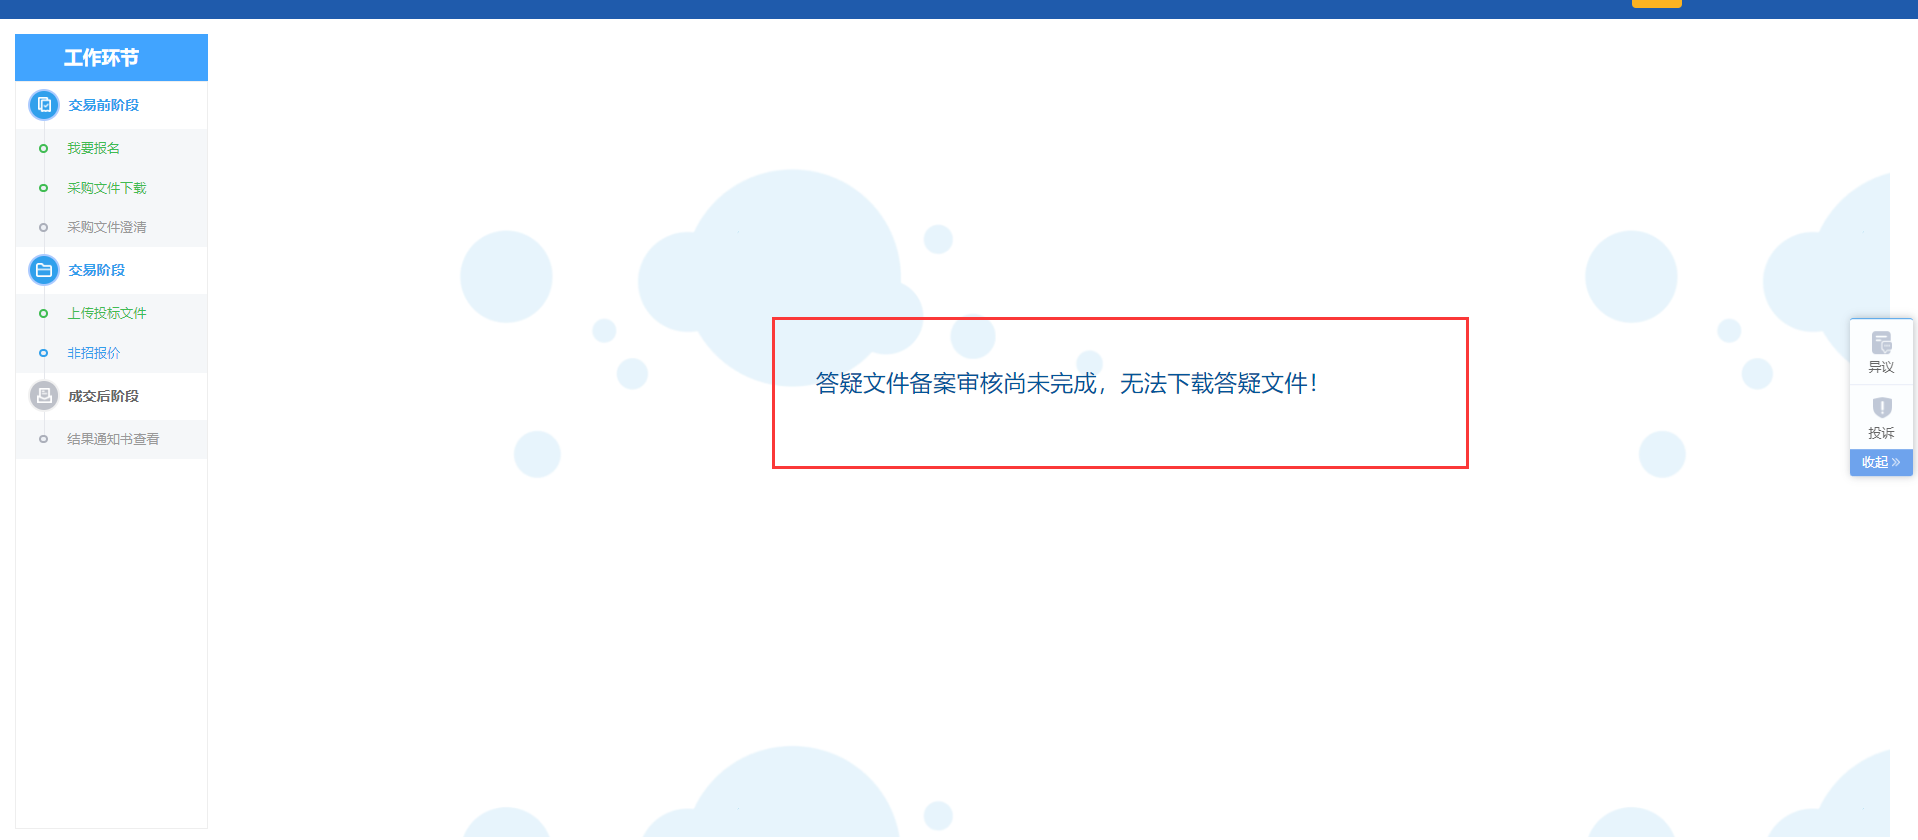 工作环节
交易前阶段
我要报名
采购文件下载
采购文件澄清
交易阶段
上传投标文件
非招报价
成交后阶段
结果通知书查看
答疑文件备案审核尚未完成，无法下载答疑文件！
异议
投诉
收起 »